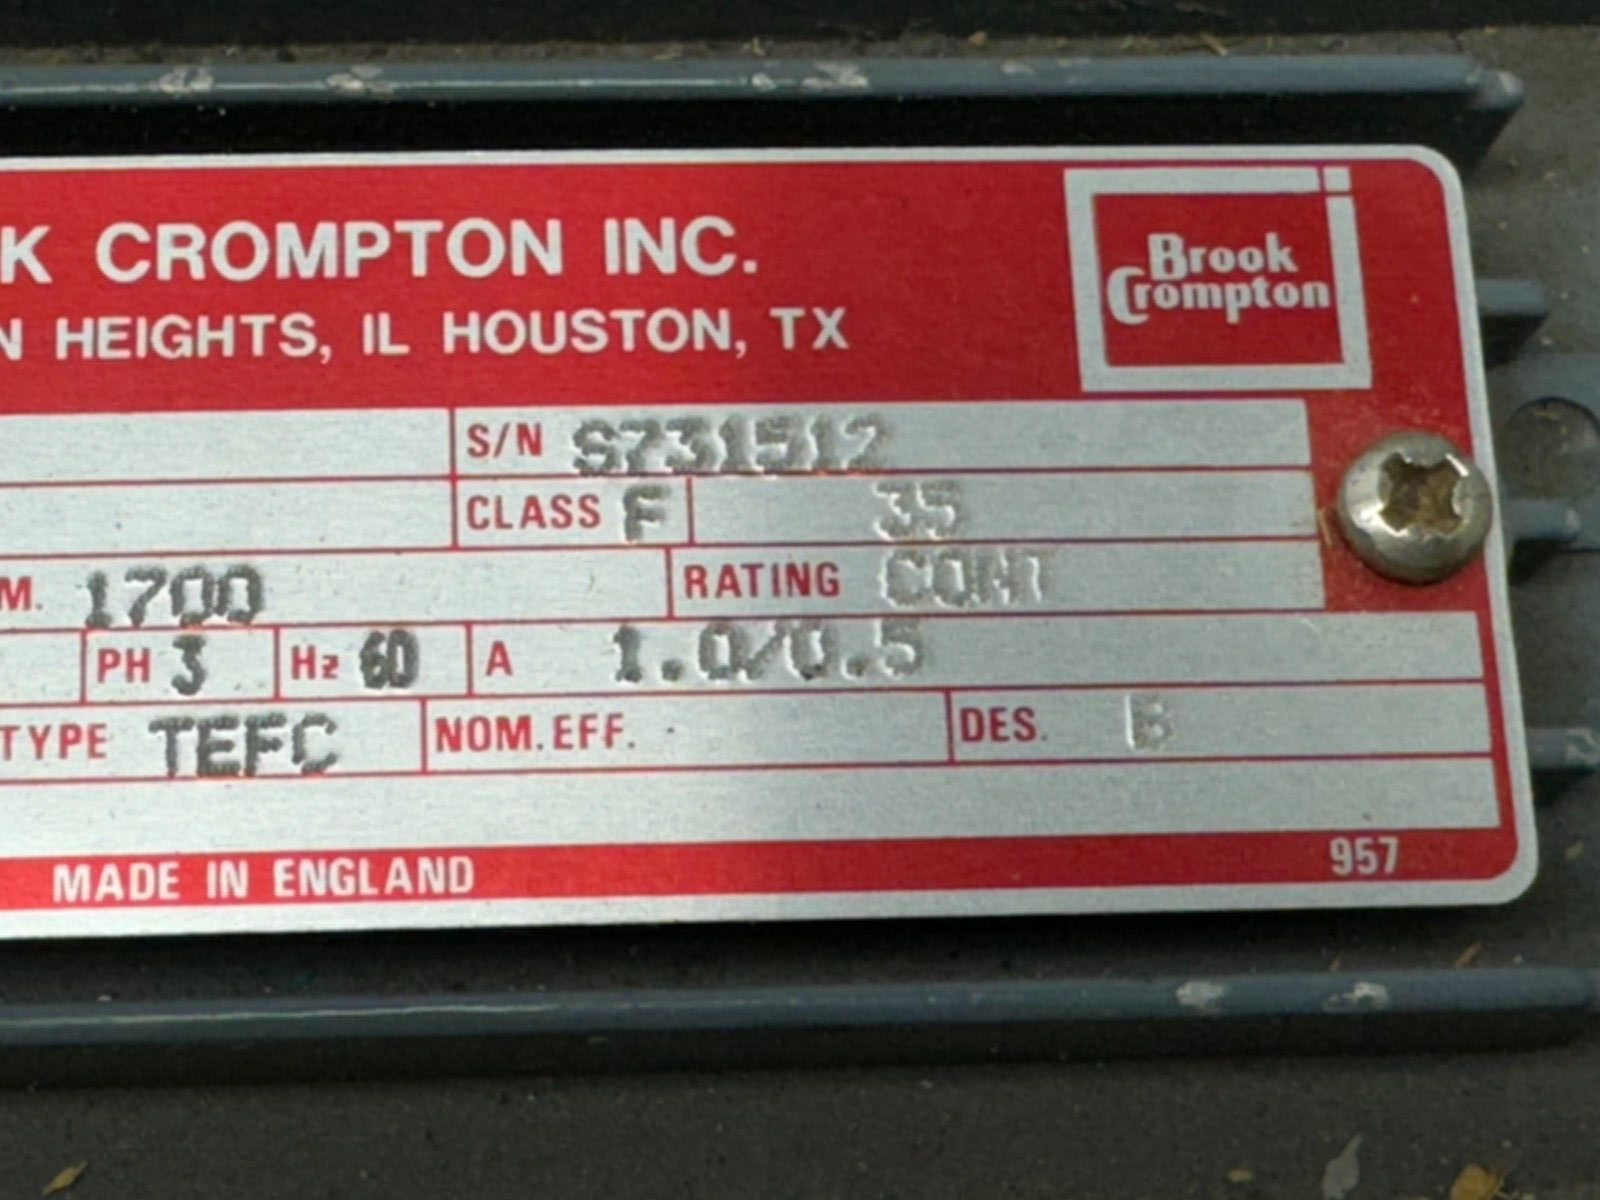 K CROMPTON INC.
N HEIGHTS, IL HOUSTON, TX
Brook
Crompton
S/N S731512
CLASS F 35
M. 1700 RATING CONT
PH 3 Hz 60 A 1.0/0.5
TYPE TEFC NOM. EFF. DES. B
MADE IN ENGLAND 957